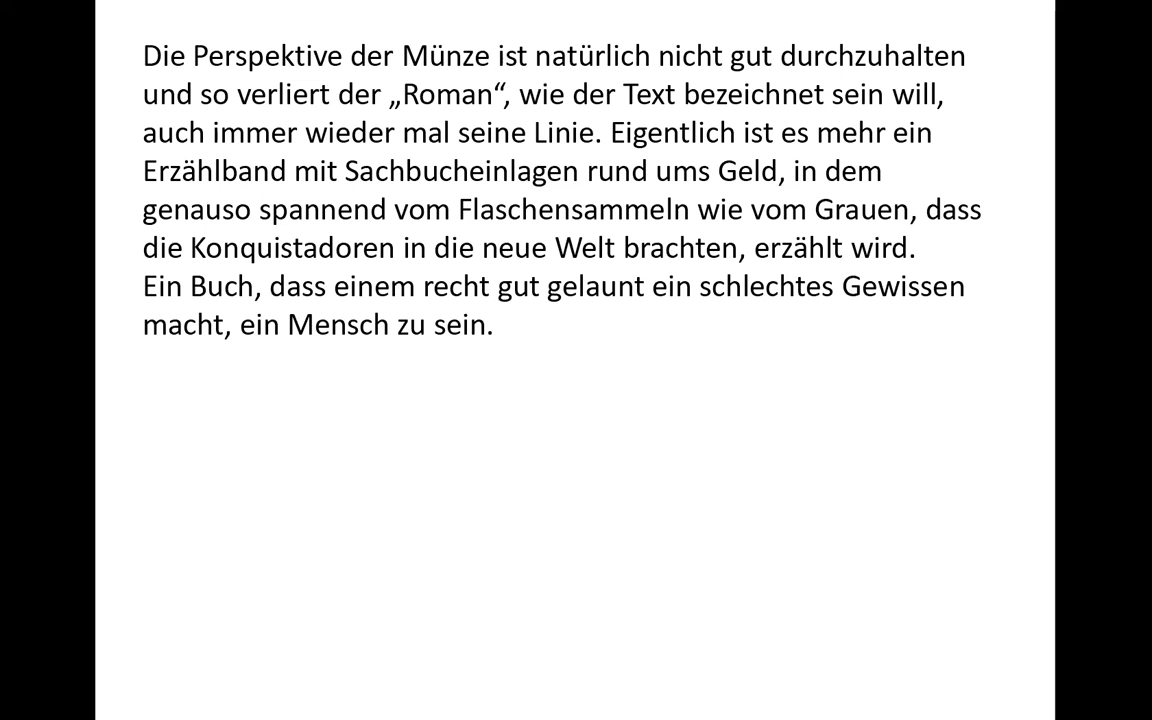 Die Perspektive der Münze ist natürlich nicht gut durchzuhalten
und so verliert der „Roman“, wie der Text bezeichnet sein will,
auch immer wieder mal seine Linie. Eigentlich ist es mehr ein
Erzählband mit Sachbucheinlagen rund ums Geld, in dem
genauso spannend vom Flaschensammeln wie vom Grauen, dass
die Konquistadoren in die neue Welt brachten, erzählt wird.
Ein Buch, dass einem recht gut gelaunt ein schlechtes Gewissen
macht, ein Mensch zu sein.